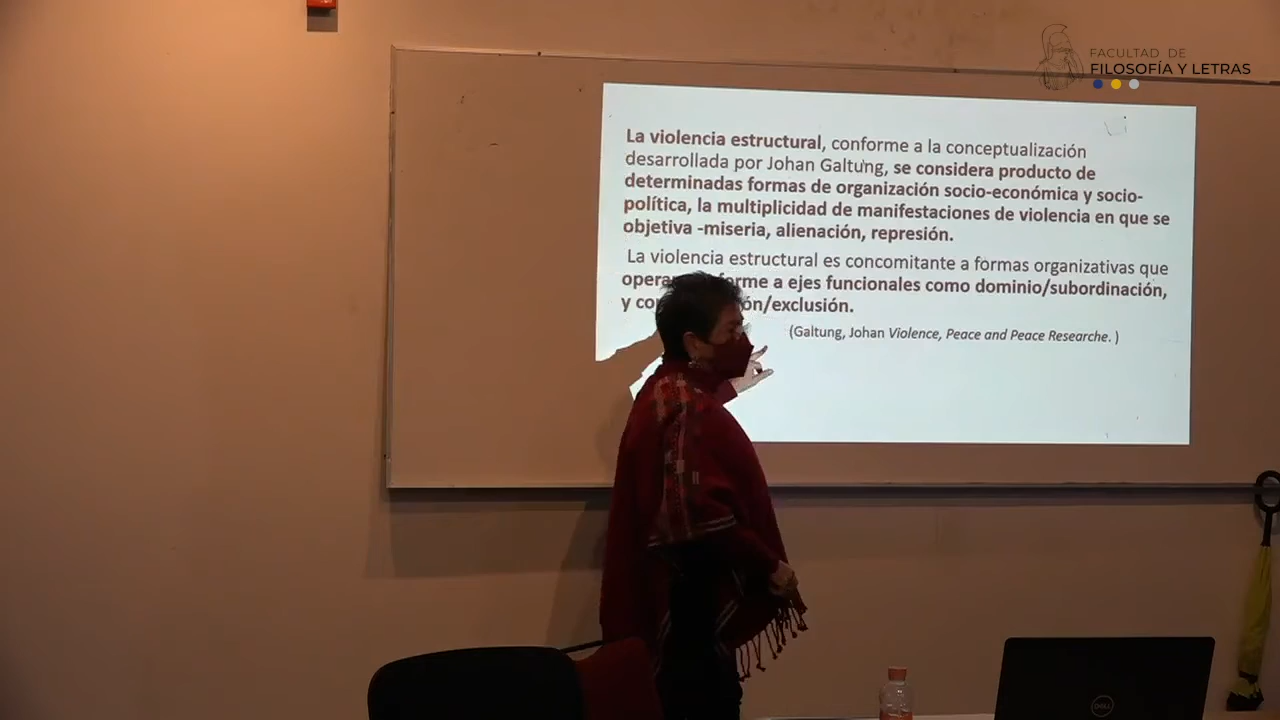 FACULTAD DE
FILOSOFÍA Y LETRAS
La violencia estructural, conforme a la conceptualización
desarrollada por Johan Galtung, se considera producto de
determinadas formas de organización socio-económica y socio-
política, la multiplicidad de manifestaciones de violencia en que se
objetiva -miseria, alienación, represión.
La violencia estructural es concomitante a formas organizativas que
a ejes funcionales como dominio/subordinación,
y /exclusión.
(Galtung, Johan Violence, Peace and Peace Researche. )
DELL